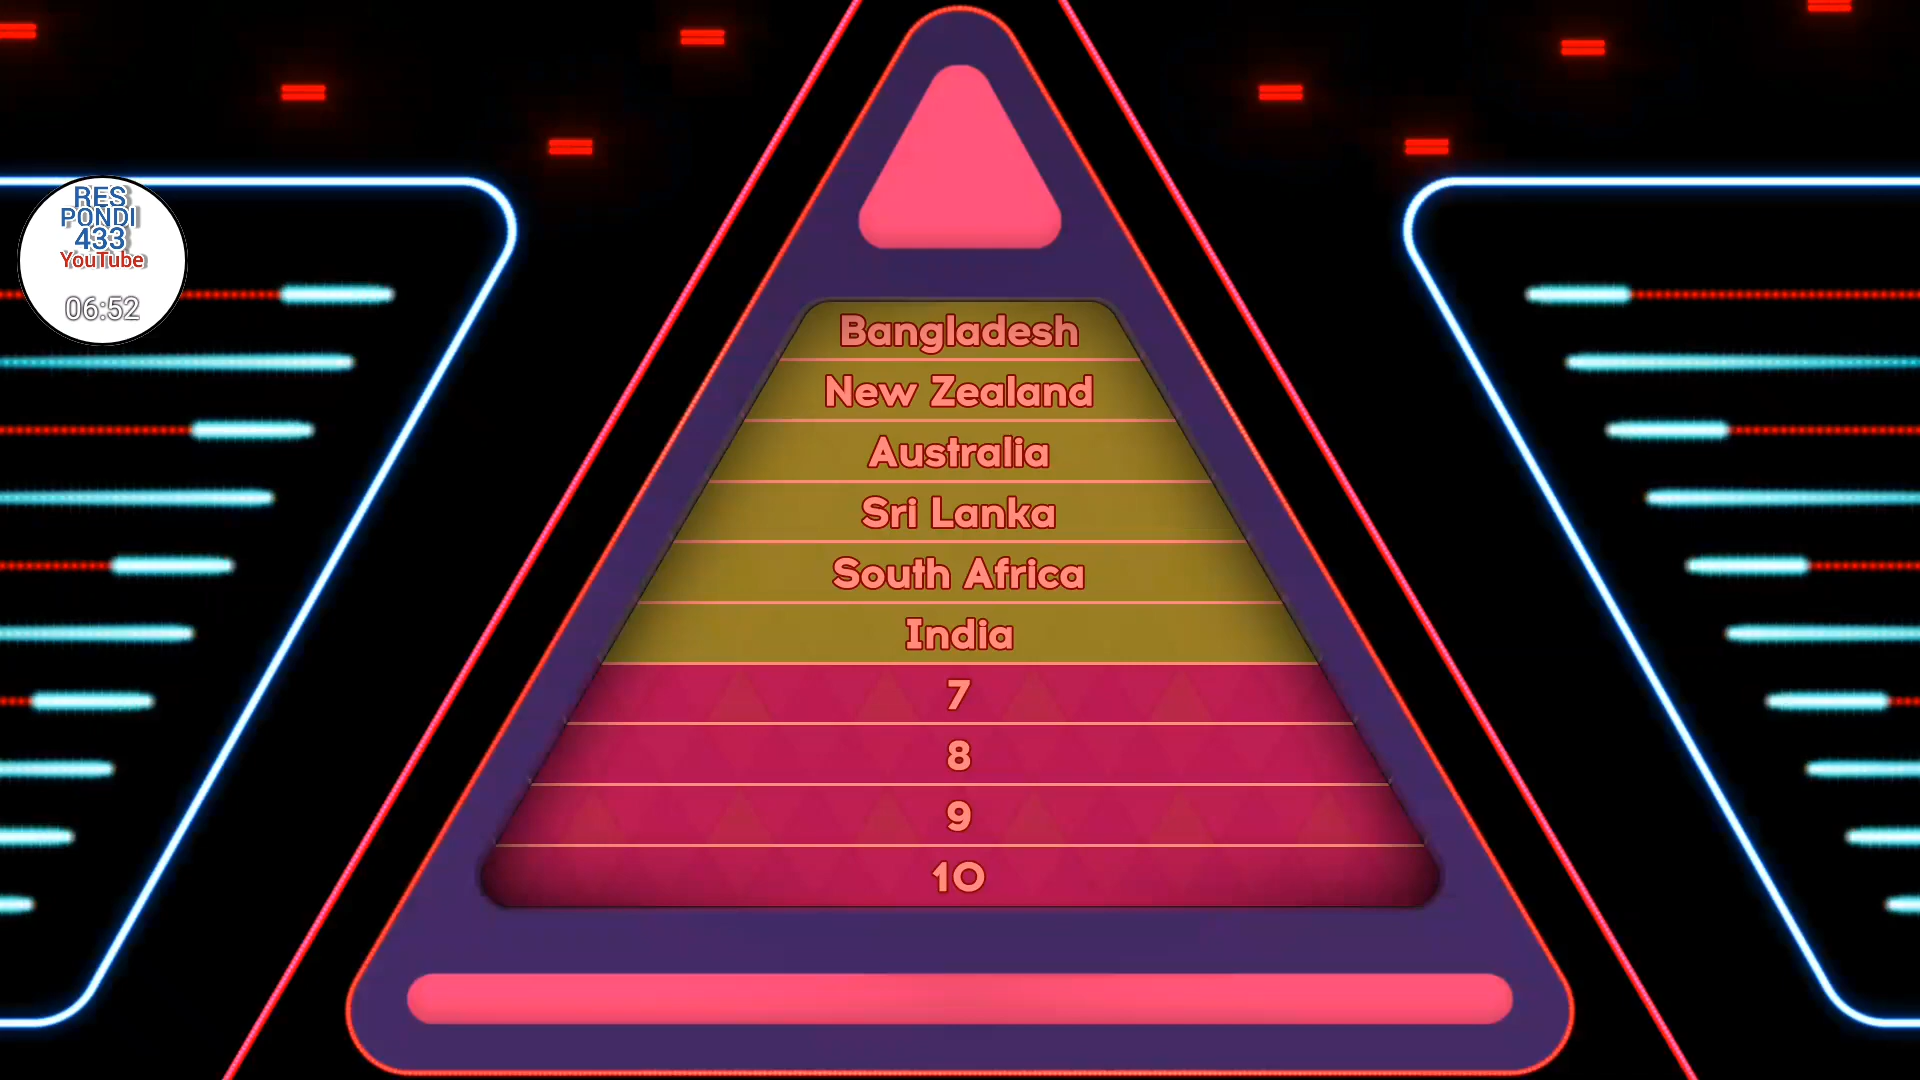 RES
PONDI
433
YouTube
06:52
Bangladesh
New Zealand
Australia
Sri Lanka
South Africa
India
7
8
9
10